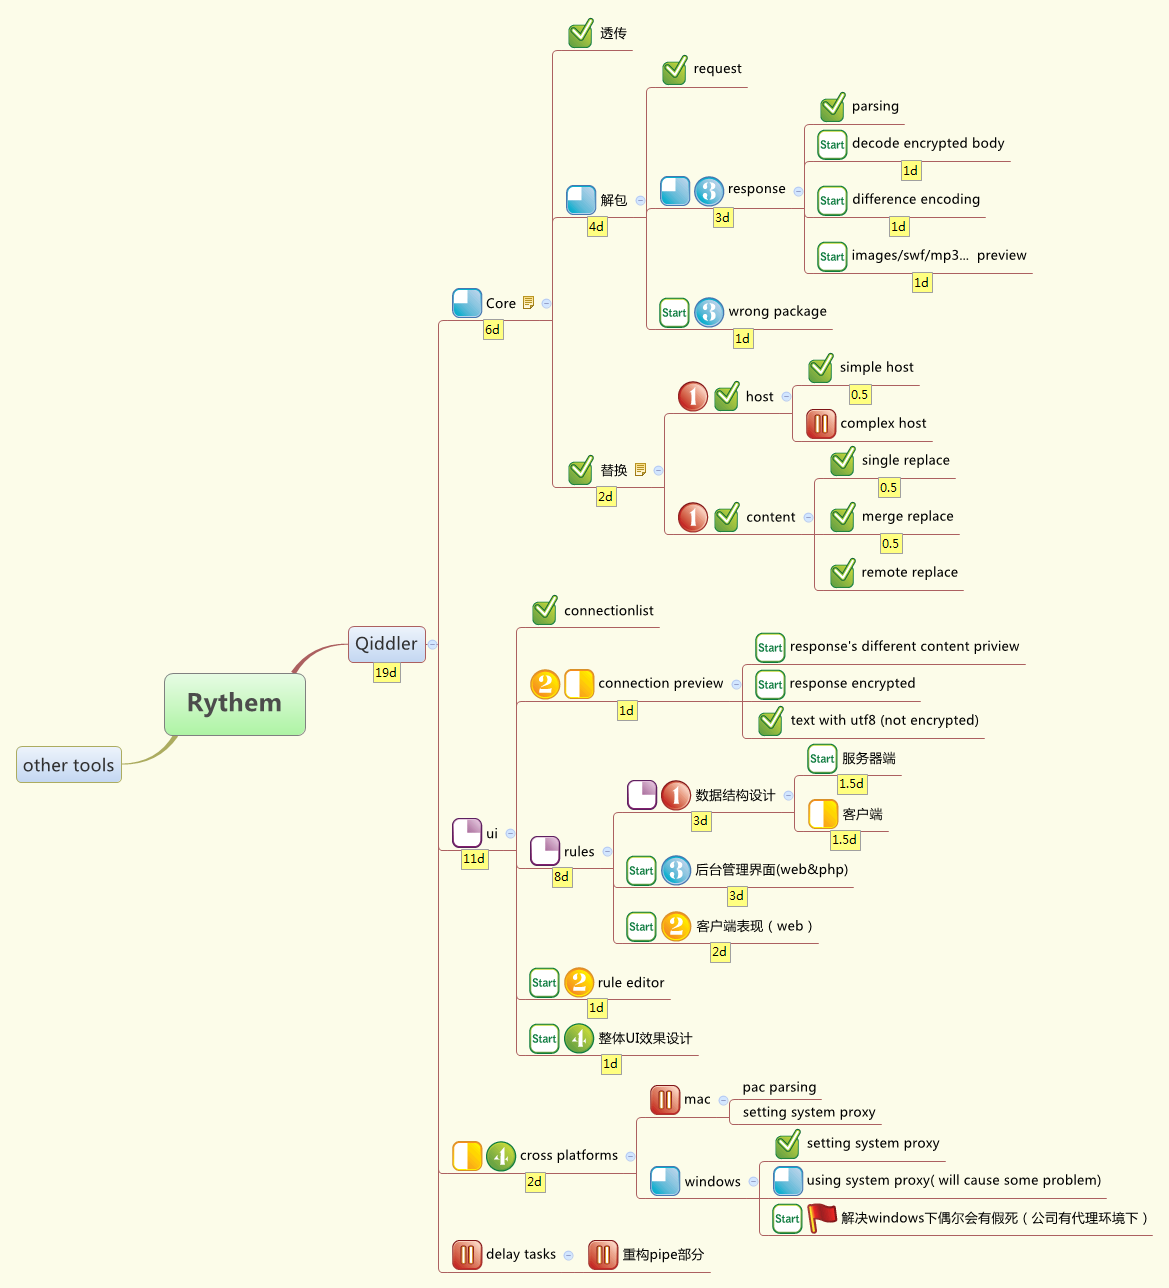 透传
request
parsing
Start decode encrypted body
1d
3 response
3d
Start difference encoding
1d
Start images/swf/mp3... preview
1d
解包
4d
Start 3 wrong package
1d
Core
6d
simple host
0.5
1 host
complex host
替换
2d
single replace
0.5
1 content
merge replace
0.5
remote replace
connectionlist
Qiddler
19d
Start response's different content priview
2 connection preview
1d
Start response encrypted
text with utf8 (not encrypted)
Rythem
other tools
Start 服务器端
1.5d
1 数据结构设计
3d
客户端
1.5d
ui
11d
rules
8d
Start 3 后台管理界面(web&php)
3d
Start 2 客户端表现（web）
2d
Start 2 rule editor
1d
Start 4 整体UI效果设计
1d
mac
pac parsing
setting system proxy
4 cross platforms
2d
setting system proxy
windows
using system proxy( will cause some problem)
Start 解决windows下偶尔会有假死（公司有代理环境下）
delay tasks
重构pipe部分